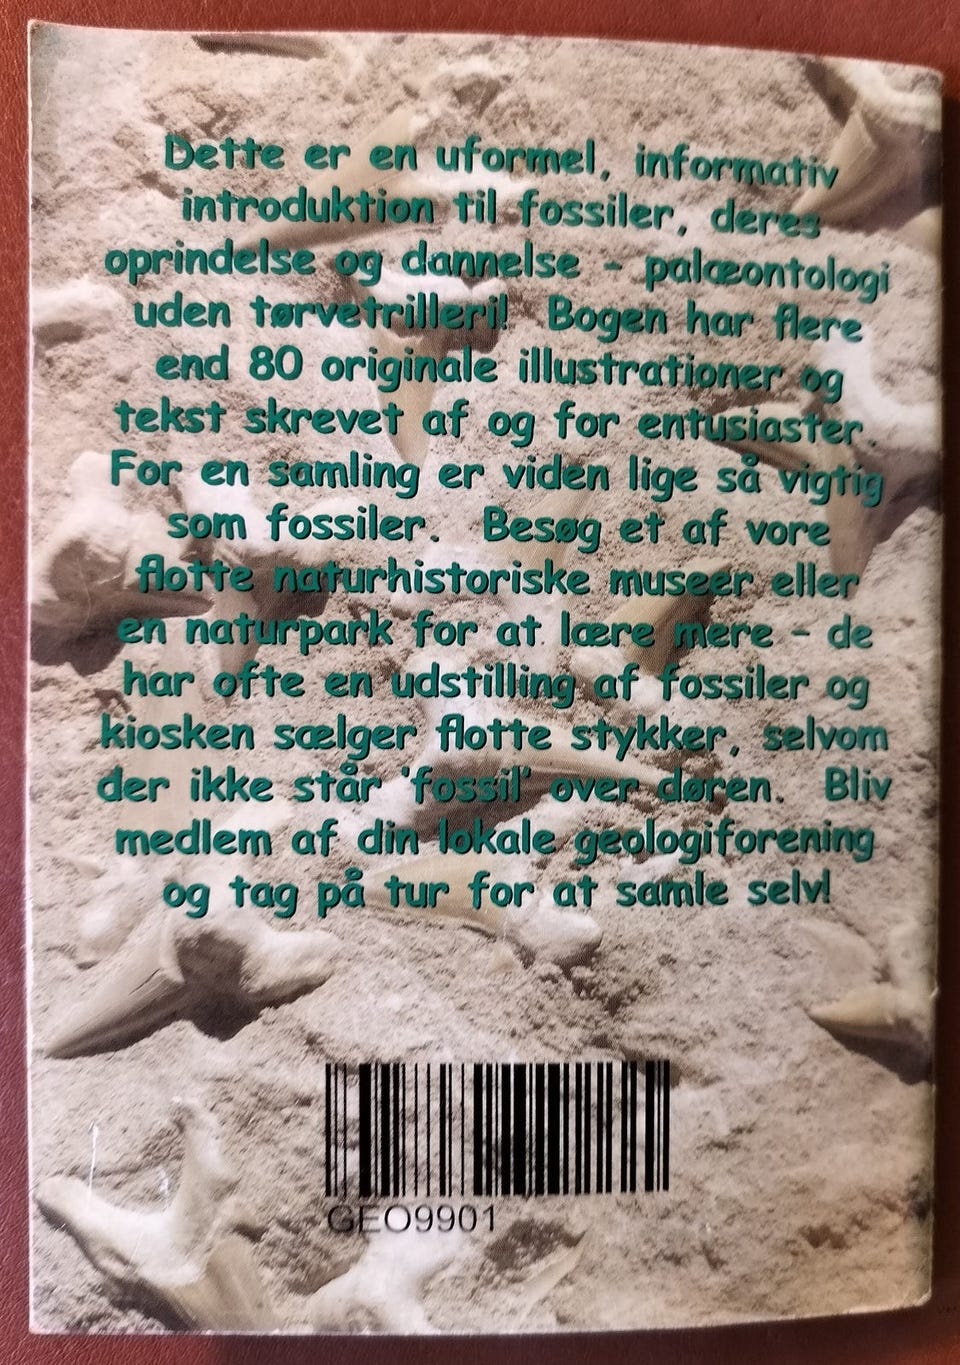 Dette er en uformel, informativ
introduktion til fossiler, deres
oprindelse og dannelse - palæontologi
uden tørvetrilleri! Bogen har flere
end 80 originale illustrationer og
tekst skrevet af og for entusiaster.
For en samling er viden lige så vigtig
som fossiler. Besøg et af vore
flotte naturhistoriske museer eller
en naturpark for at lære mere - de
har ofte en udstilling af fossiler og
kiosken sælger flotte stykker, selvom
der ikke står 'fossil' over døren. Bliv
medlem af din lokale geologiforening
og tag på tur for at samle selv!
GEO9901